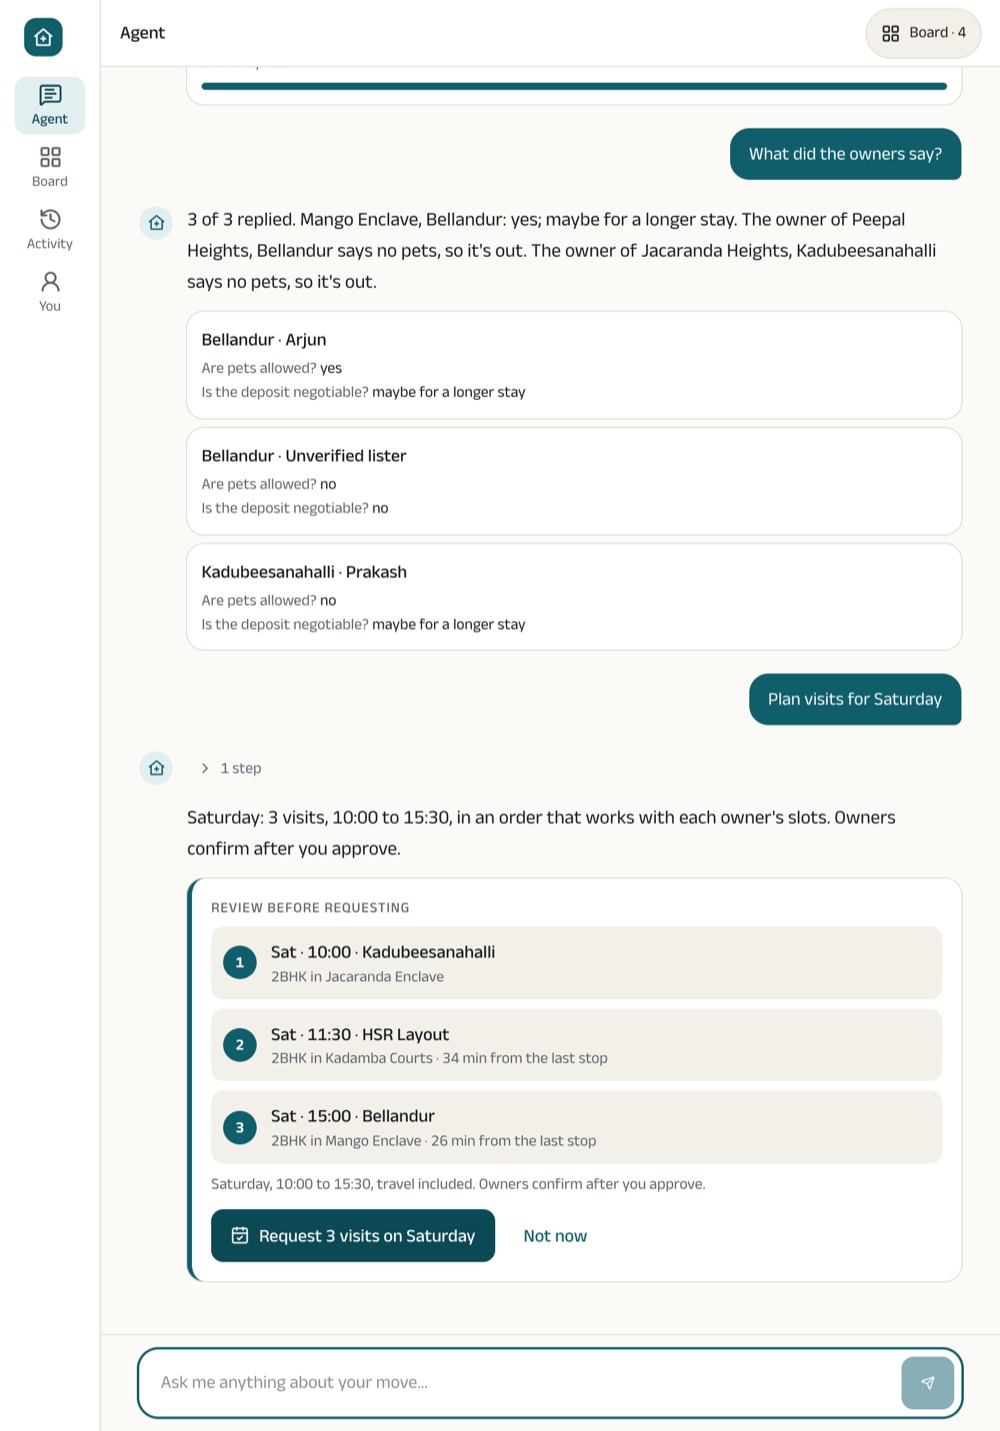 Agent
Board · 4
Agent
Board
Activity
You
What did the owners say?
3 of 3 replied. Mango Enclave, Bellandur: yes; maybe for a longer stay. The owner of Peepal
Heights, Bellandur says no pets, so it's out. The owner of Jacaranda Heights, Kadubeesanahalli
says no pets, so it's out.
Bellandur · Arjun
Are pets allowed? yes
Is the deposit negotiable? maybe for a longer stay
Bellandur · Unverified lister
Are pets allowed? no
Is the deposit negotiable? no
Kadubeesanahalli · Prakash
Are pets allowed? no
Is the deposit negotiable? maybe for a longer stay
Plan visits for Saturday
1 step
Saturday: 3 visits, 10:00 to 15:30, in an order that works with each owner's slots. Owners
confirm after you approve.
REVIEW BEFORE REQUESTING
1
Sat · 10:00 · Kadubeesanahalli
2BHK in Jacaranda Enclave
2
Sat · 11:30 · HSR Layout
2BHK in Kadamba Courts · 34 min from the last stop
3
Sat · 15:00 · Bellandur
2BHK in Mango Enclave · 26 min from the last stop
Saturday, 10:00 to 15:30, travel included. Owners confirm after you approve.
Request 3 visits on Saturday
Not now
Ask me anything about your move...